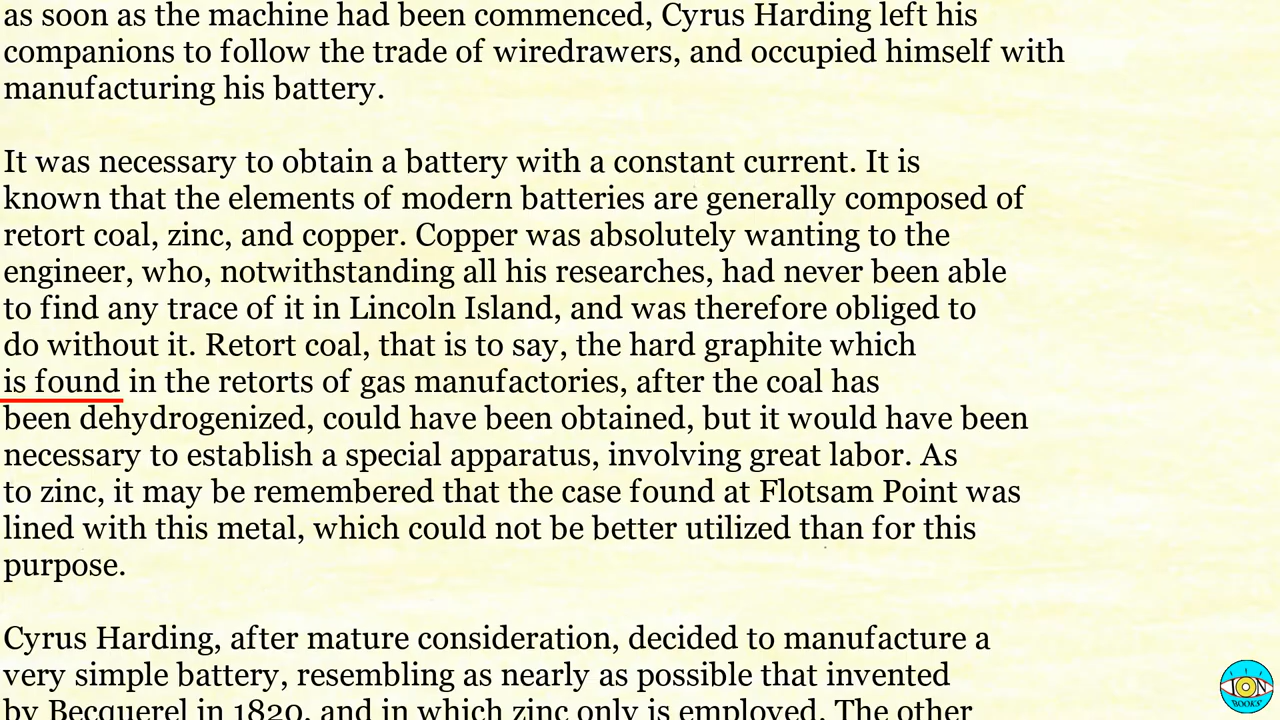 as soon as the machine had been commenced, Cyrus Harding left his
companions to follow the trade of wiredrawers, and occupied himself with
manufacturing his battery.
It was necessary to obtain a battery with a constant current. It is
known that the elements of modern batteries are generally composed of
retort coal, zinc, and copper. Copper was absolutely wanting to the
engineer, who, notwithstanding all his researches, had never been able
to find any trace of it in Lincoln Island, and was therefore obliged to
do without it. Retort coal, that is to say, the hard graphite which
is found in the retorts of gas manufactories, after the coal has
been dehydrogenized, could have been obtained, but it would have been
necessary to establish a special apparatus, involving great labor. As
to zinc, it may be remembered that the case found at Flotsam Point was
lined with this metal, which could not be better utilized than for this
purpose.
Cyrus Harding, after mature consideration, decided to manufacture a
very simple battery, resembling as nearly as possible that invented
by Becquerel in 1820, and in which zinc only is employed. The other
ION
BOOKS